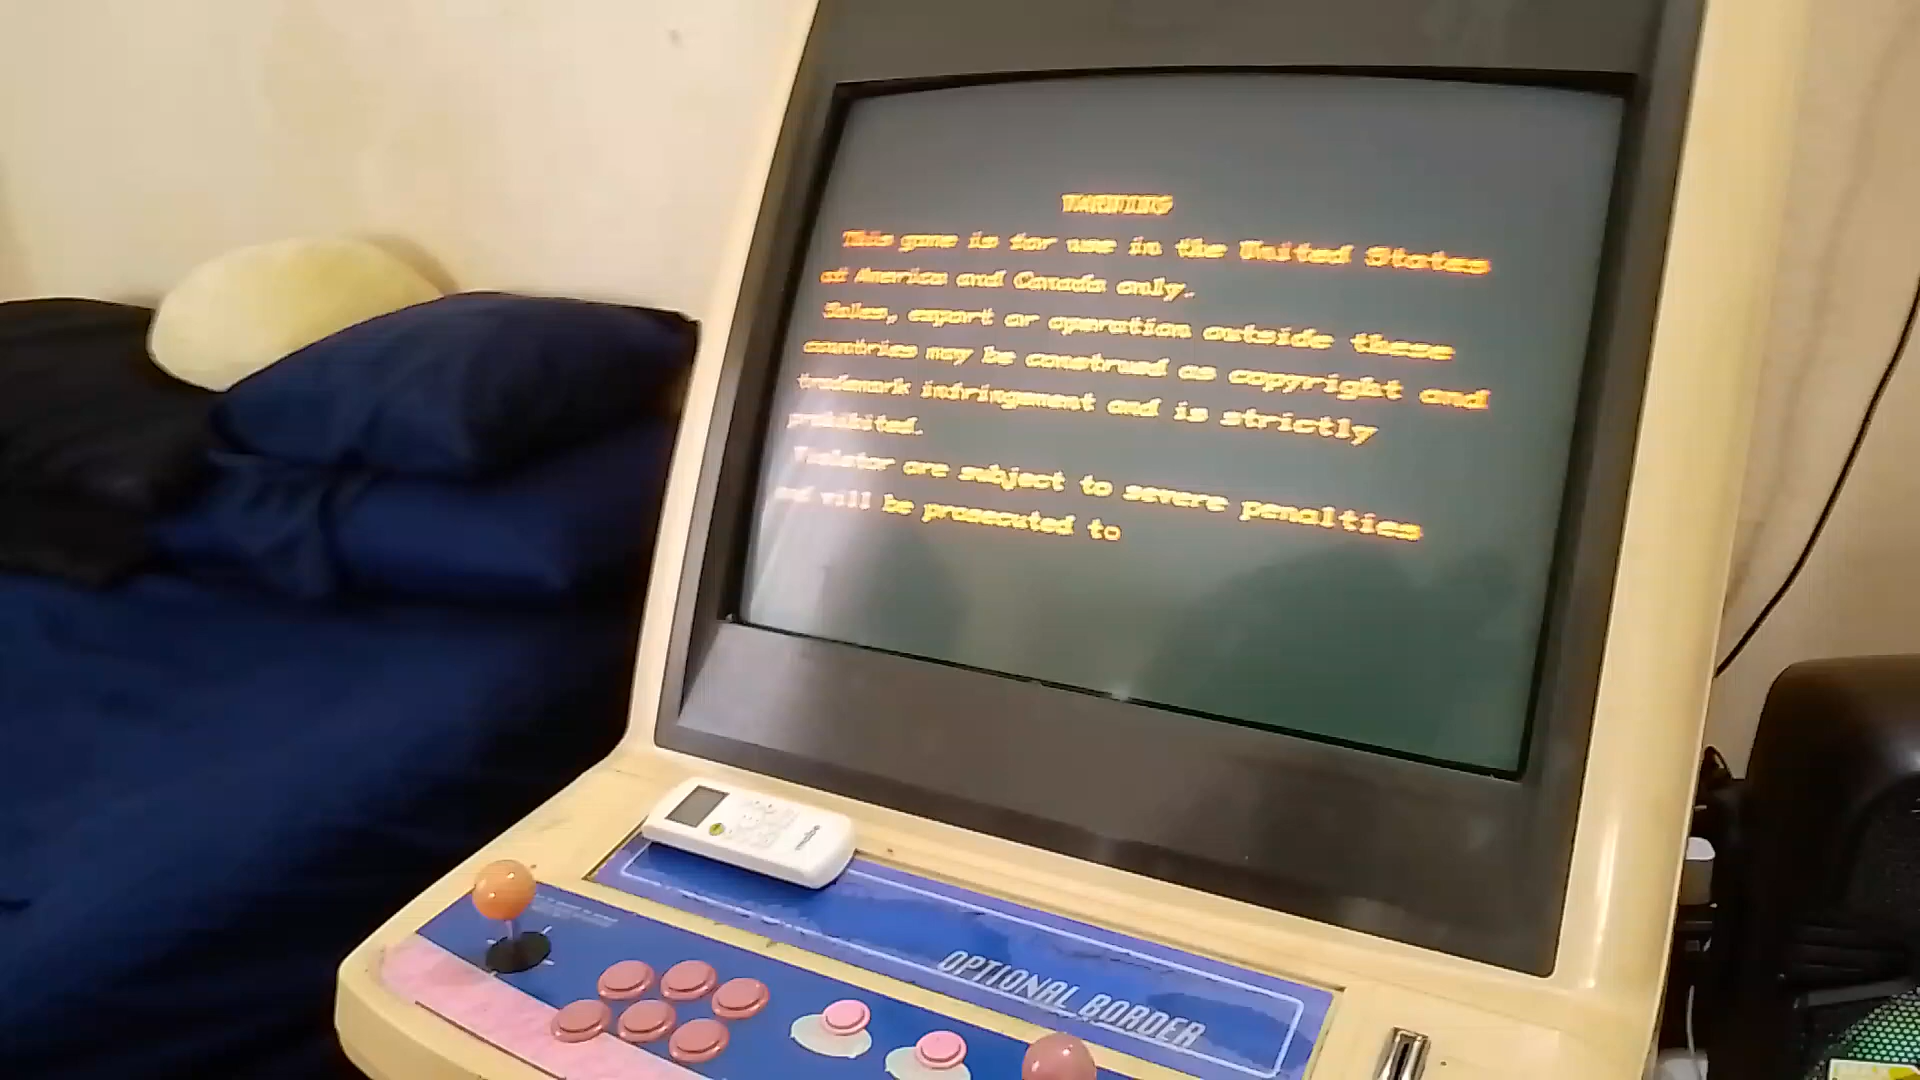 WARNING
This game is for use in the United States
of America and Canada only.
Sales, export or operation outside these
countries may be construed as copyright and
trademark infringement and is strictly
prohibited.
Violator are subject to severe penalties
and will be prosecuted to
OPTIONAL BORDER